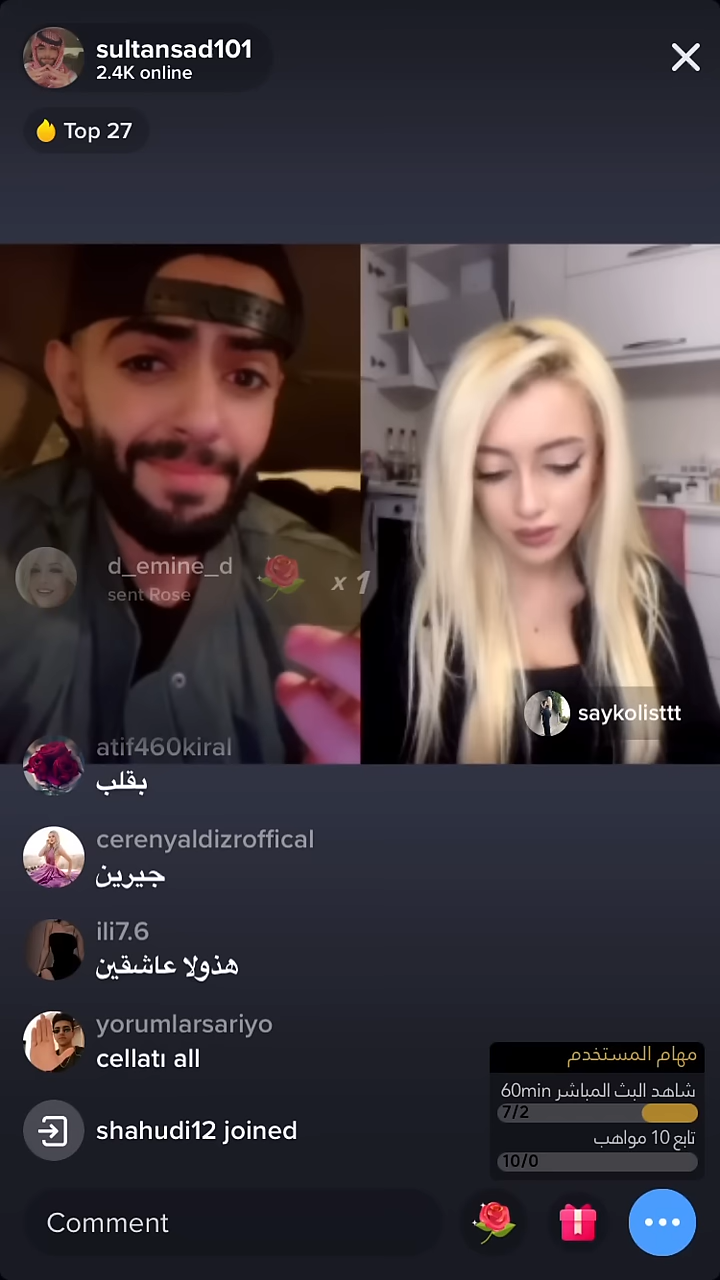 sultansad101
2.4K online
Top 27
d_emine_d
sent Rose
x 1
saykolisttt
atif460kiral
بقلب
cerenyaldizroffical
جيرين
ili7.6
هذولا عاشقين
yorumlarsariyo
cellatı all
shahudi12 joined
مهام المستخدم
شاهد البث المباشر 60min
7/2
تابع 10 مواهب
10/0
Comment